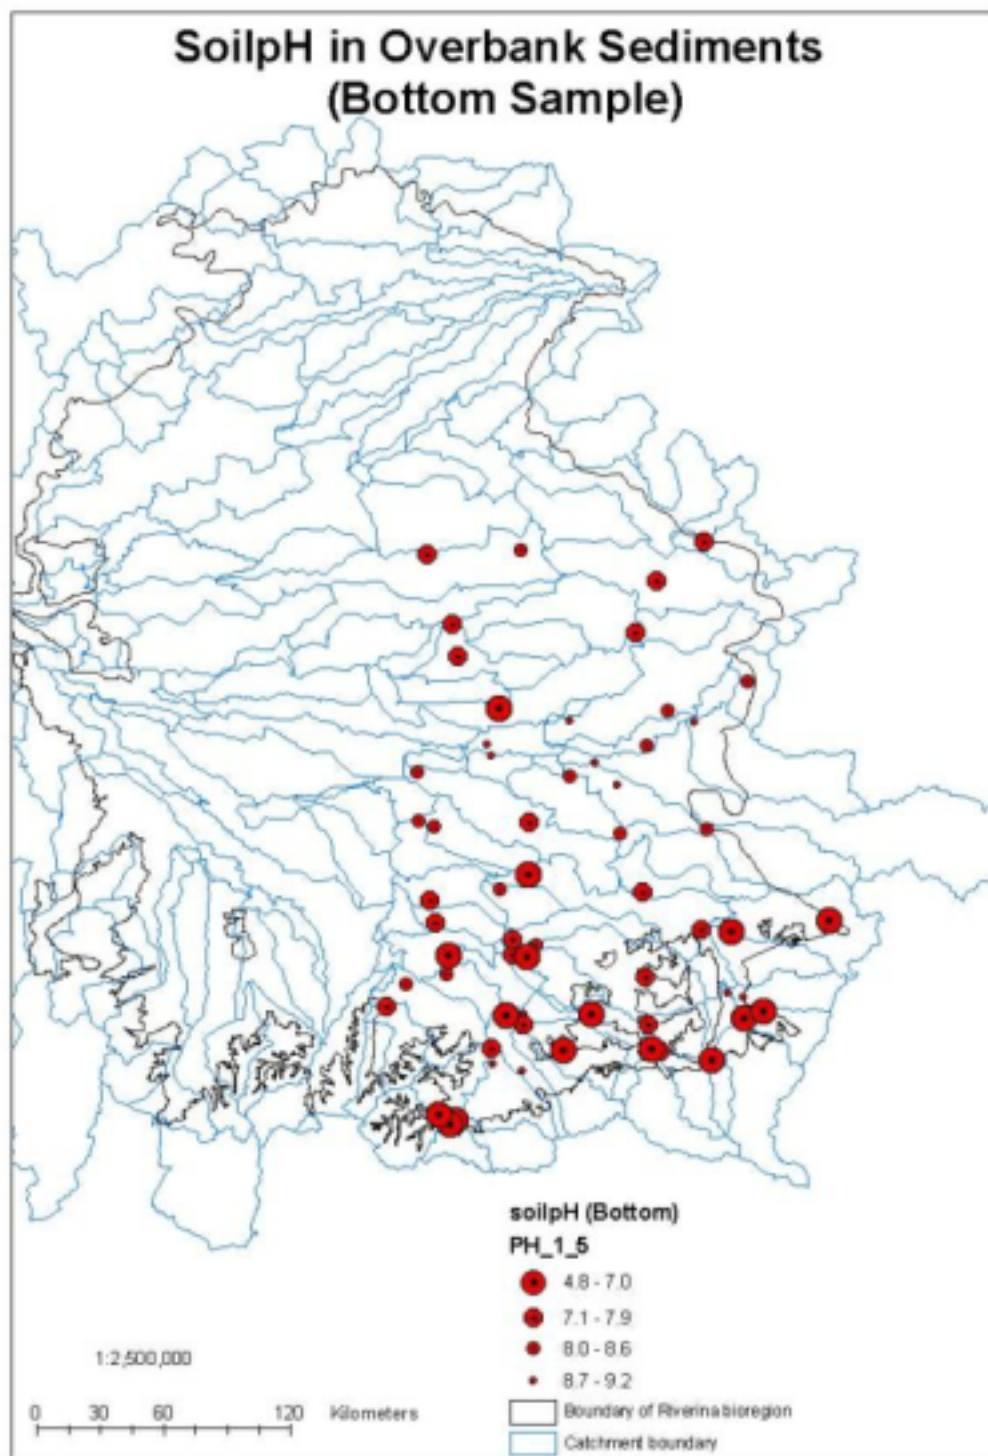 SoilpH in Overbank Sediments
(Bottom Sample)
soilpH (Bottom)
PH_1_5
4.8 - 7.0
7.1 - 7.9
8.0 - 8.6
8.7 - 9.2
Boundary of Riverina bioregion
Catchment boundary
1:2,500,000
0 30 60 120 Kilometers